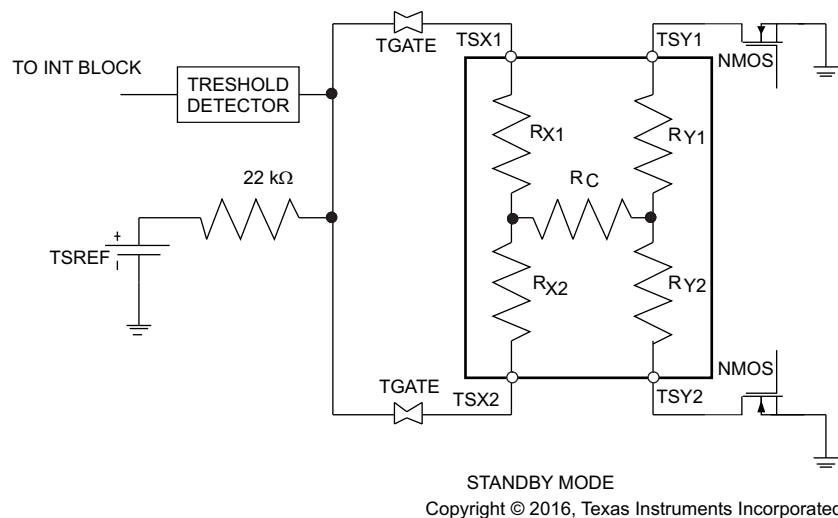 TGATE
TSX1
TSY1
NMOS
TO INT BLOCK
TRESHOLD
DETECTOR
RX1
RY1
22 kΩ
RC
+
TSREF
RX2
RY2
TGATE
TSX2
TSY2
NMOS
STANDBY MODE
Copyright © 2016, Texas Instruments Incorporated